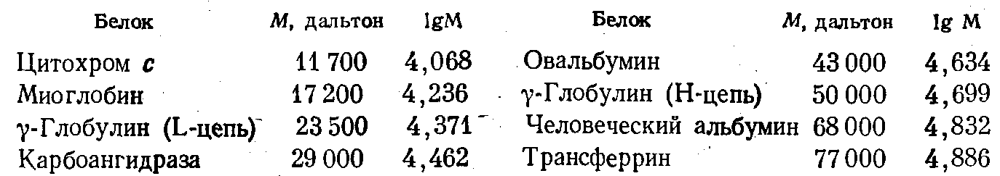 Белок М, дальтон lgM Белок М, дальтон lg M
Цитохром с 11 700 4,068 Овальбумин 43 000 4,634
Миоглобин 17 200 4,236 γ-Глобулин (Н-цепь) 50 000 4,699
γ-Глобулин (L-цепь) 23 500 4,371 Человеческий альбумин 68 000 4,832
Карбоангидраза 29 000 4,462 Трансферрин 77 000 4,886